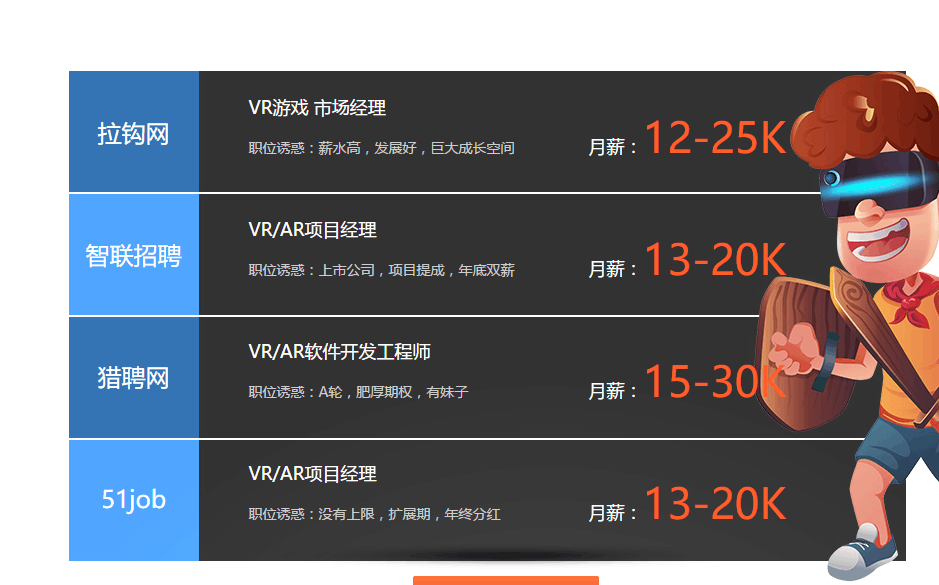 拉钩网
VR游戏 市场经理
职位诱惑：薪水高，发展好，巨大成长空间
月薪：12-25K
智联招聘
VR/AR项目经理
职位诱惑：上市公司，项目提成，年底双薪
月薪：13-20K
猎聘网
VR/AR软件开发工程师
职位诱惑：A轮，肥厚期权，有妹子
月薪：15-30K
51job
VR/AR项目经理
职位诱惑：没有上限，扩展期，年终分红
月薪：13-20K